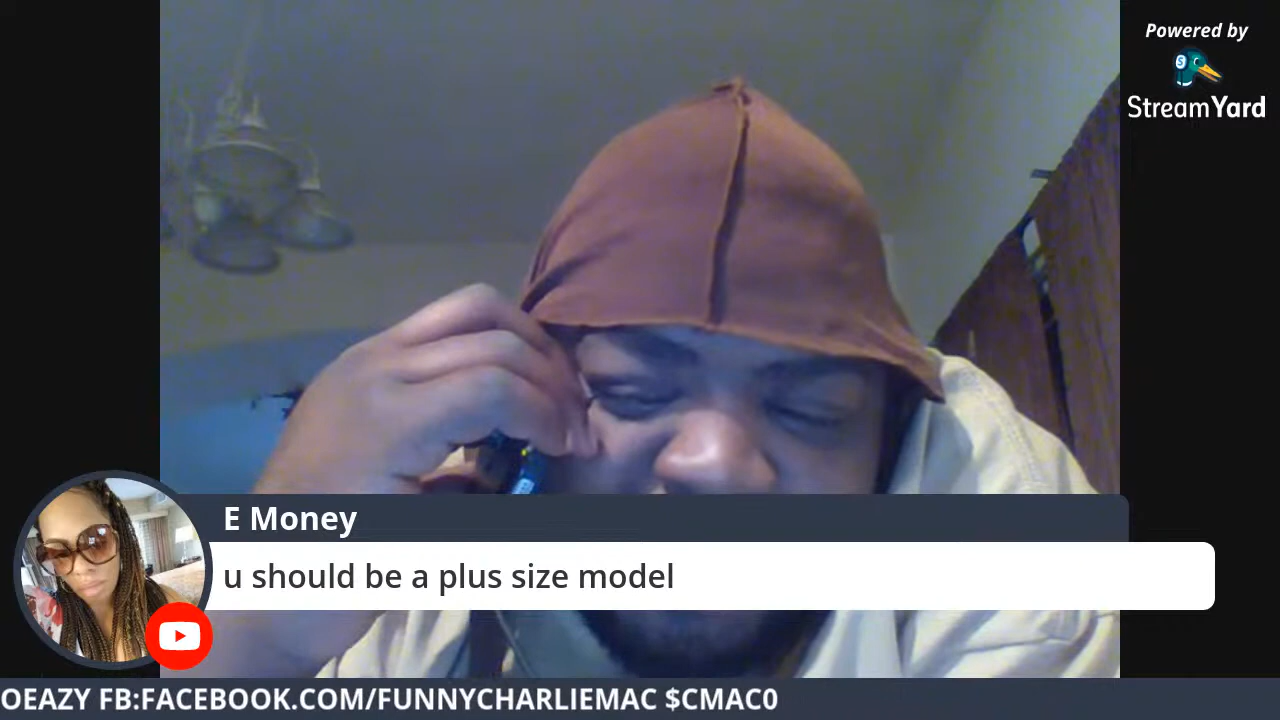 Powered by
StreamYard
E Money
u should be a plus size model
OEAZY FB:FACEBOOK.COM/FUNNYCHARLIEMAC $CMAC0